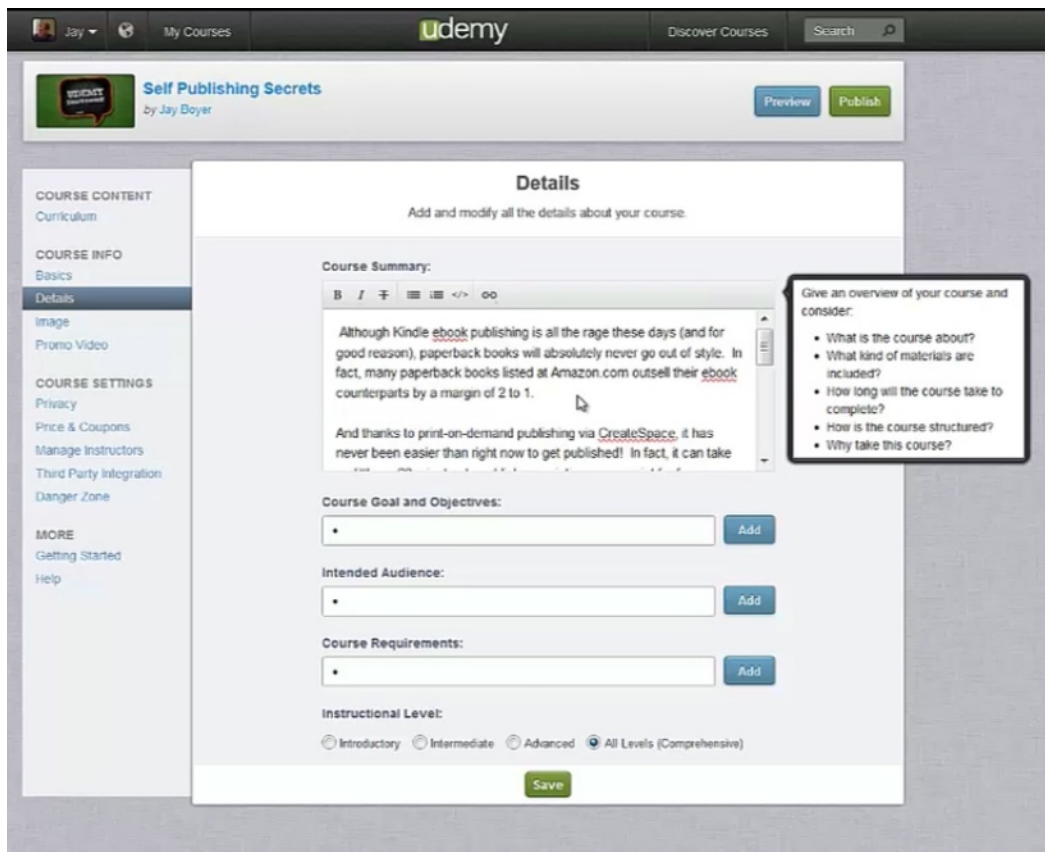 Jay
My Courses
udemy
Discover Courses
Search
UDEMY
Self Publishing Secrets
by Jay Boyer
Preview
Publish
COURSE CONTENT
Curriculum
COURSE INFO
Basics
Details
Image
Promo Video
COURSE SETTINGS
Privacy
Price & Coupons
Manage Instructors
Third Party Integration
Danger Zone
MORE
Getting Started
Help
Details
Add and modify all the details about your course.
Course Summary:
B I T </>
Although Kindle ebook publishing is all the rage these days (and for
good reason), paperback books will absolutely never go out of style. In
fact, many paperback books listed at Amazon.com outsell their ebook
counterparts by a margin of 2 to 1.
And thanks to print-on-demand publishing via CreateSpace, it has
never been easier than right now to get published! In fact, it can take
Give an overview of your course and
consider:
• What is the course about?
• What kind of materials are
included?
• How long will the course take to
complete?
• How is the course structured?
• Why take this course?
Course Goal and Objectives:
Add
Intended Audience:
Add
Course Requirements:
Add
Instructional Level:
Introductory Intermediate Advanced All Levels (Comprehensive)
Save